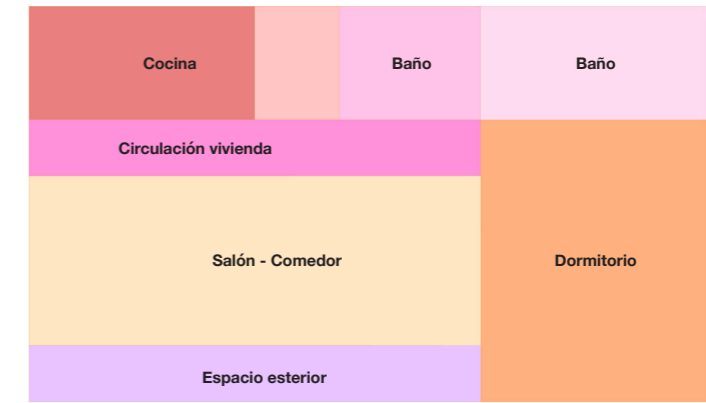 Cocina
Baño
Baño
Circulación vivienda
Salón - Comedor
Dormitorio
Espacio esterior